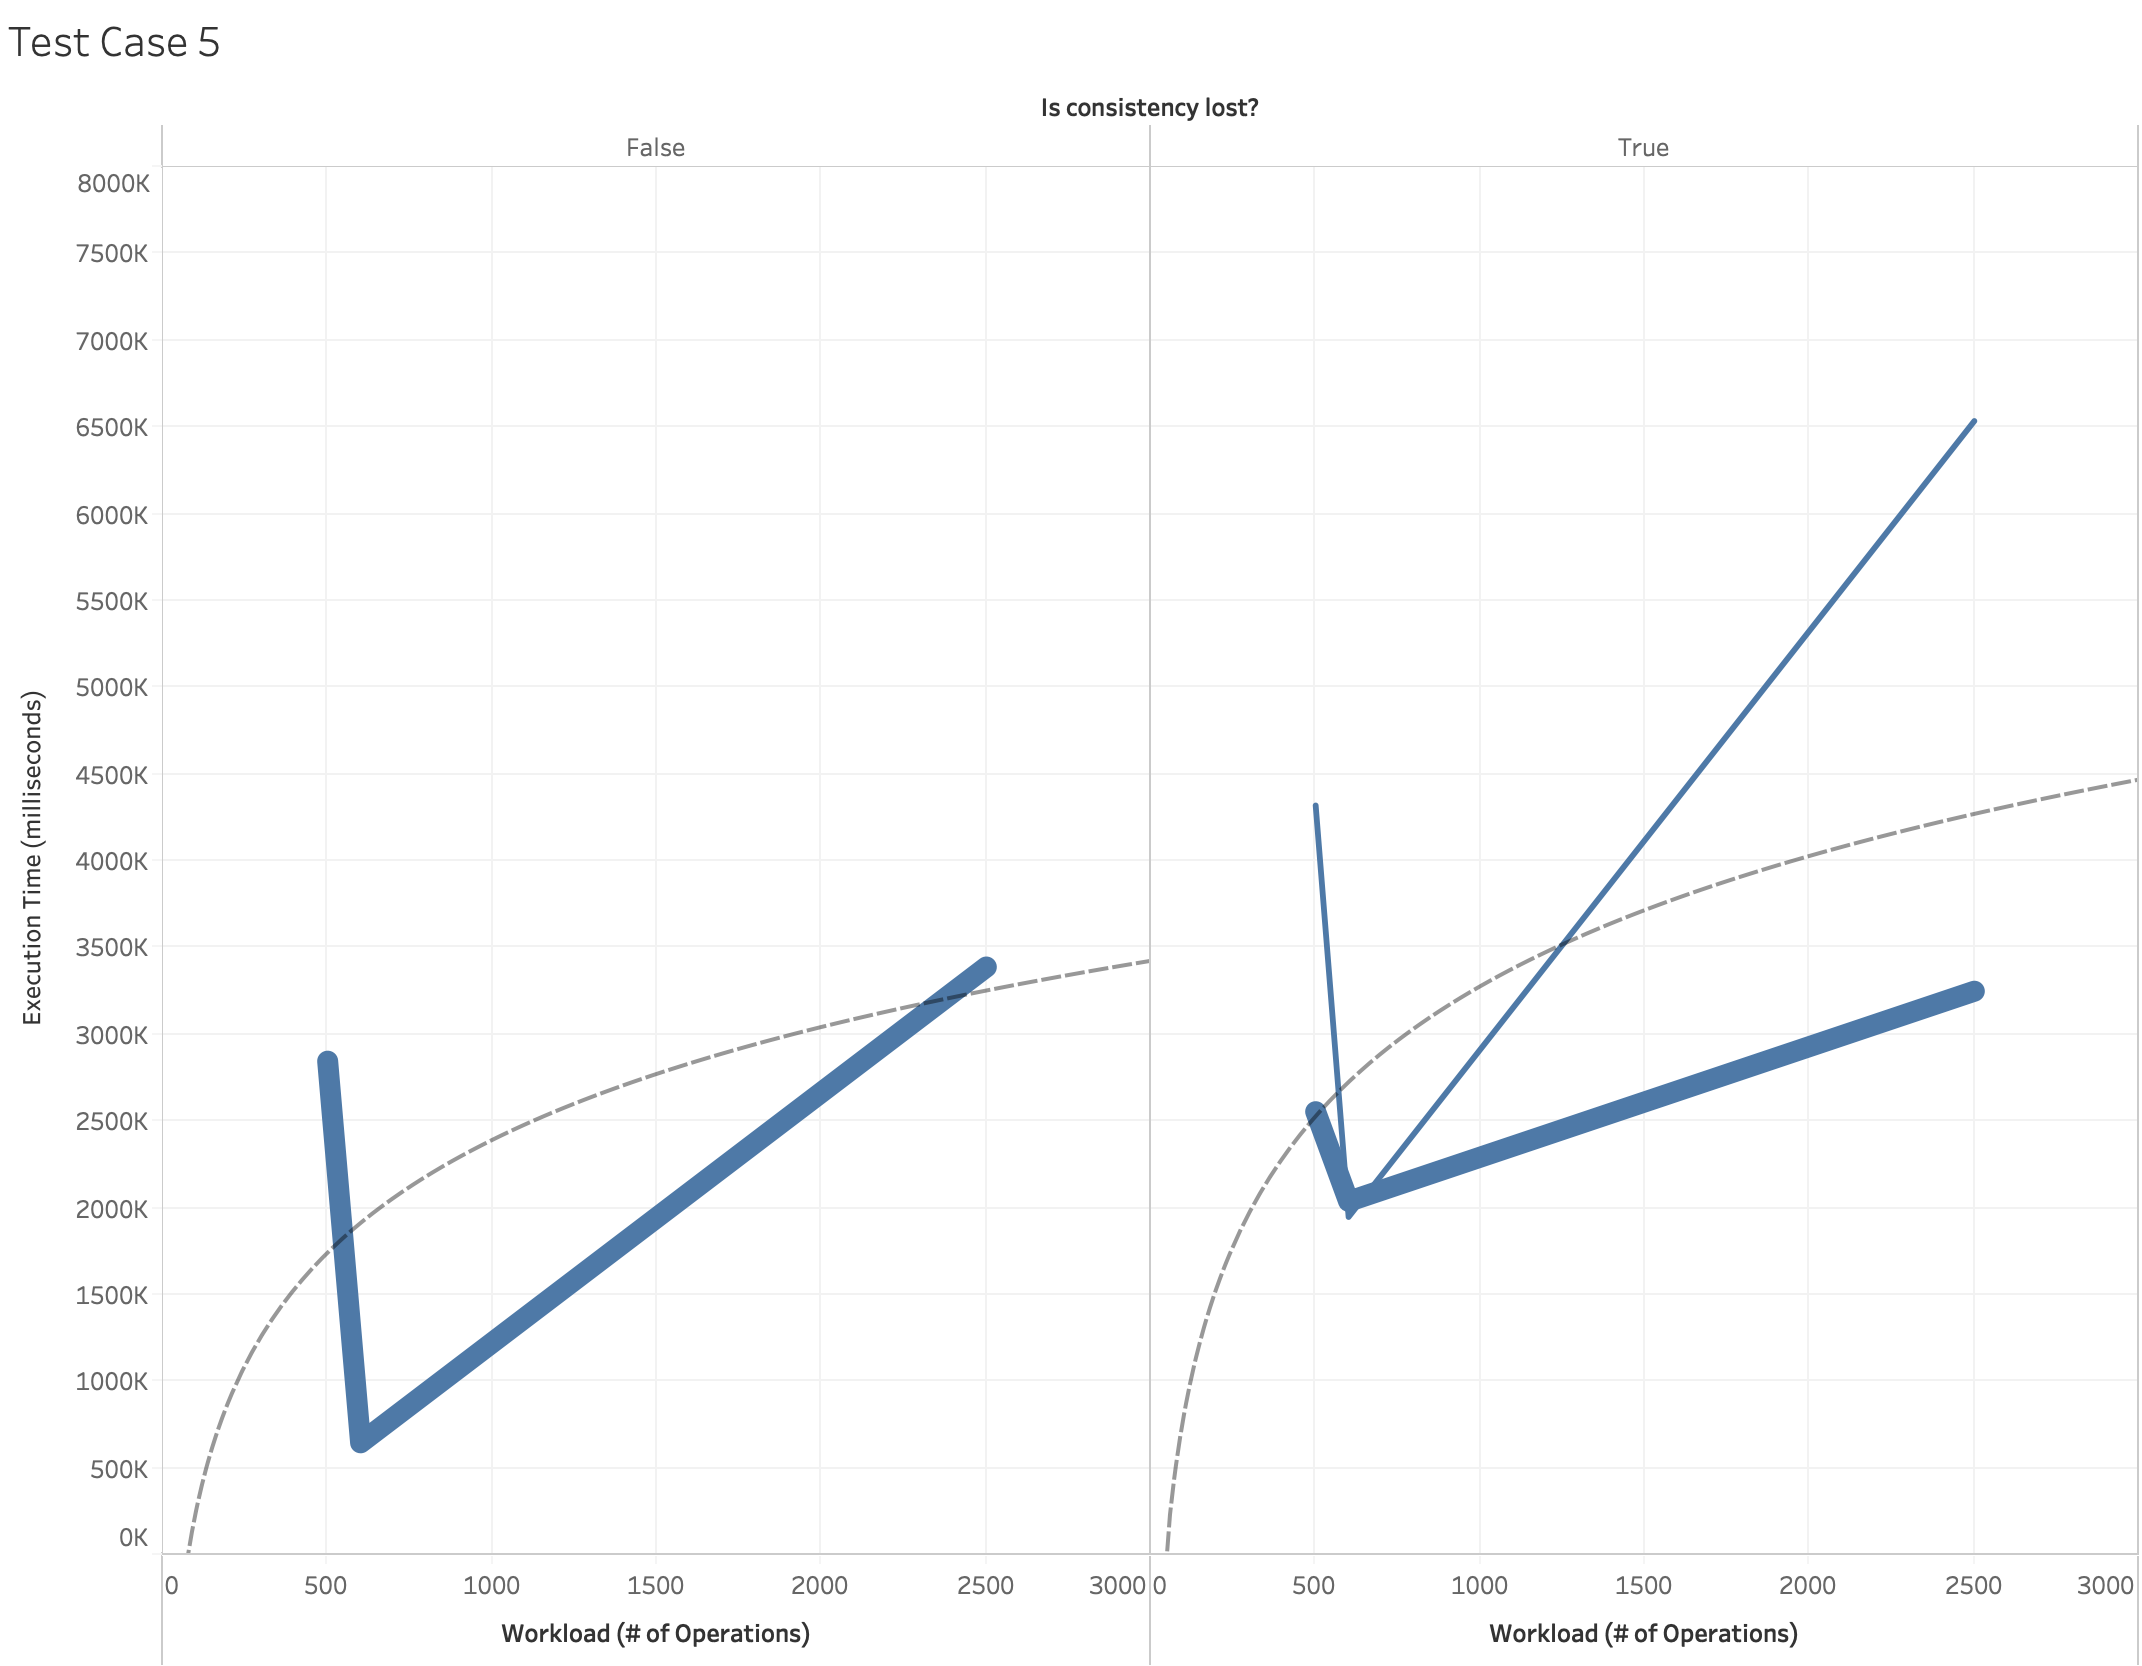 Test Case 5
Is consistency lost?
False True
8000K
7500K
7000K
6500K
6000K
5500K
5000K
4500K
4000K
3500K
3000K
2500K
2000K
1500K
1000K
500K
0K
Execution Time (milliseconds)
0 500 1000 1500 2000 2500 3000 0 500 1000 1500 2000 2500 3000
Workload (# of Operations) Workload (# of Operations)